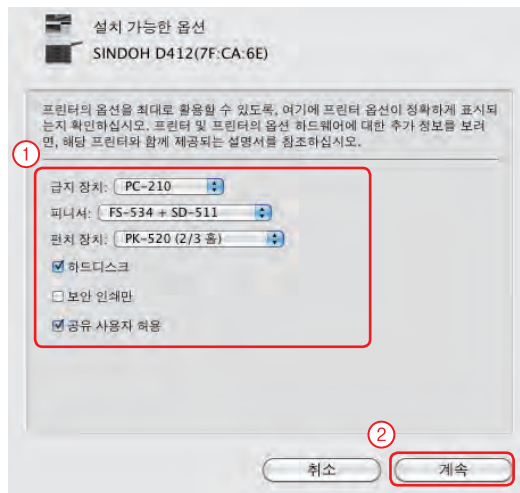 설치 가능한 옵션
SINDOH D412(7F:CA:6E)
프린터의 옵션을 최대로 활용할 수 있도록, 여기에 프린터 옵션이 정확하게 표시되
는지 확인하십시오. 프린터 및 프린터의 옵션 하드웨어에 대한 추가 정보를 보려
면, 해당 프린터와 함께 제공되는 설명서를 참조하십시오.
1
급지 장치: PC-210
피니셔: FS-534 + SD-511
펀치 장치: PK-520 (2/3 홀)
하드디스크
보안 인쇄만
공유 사용자 허용
2
취소 계속